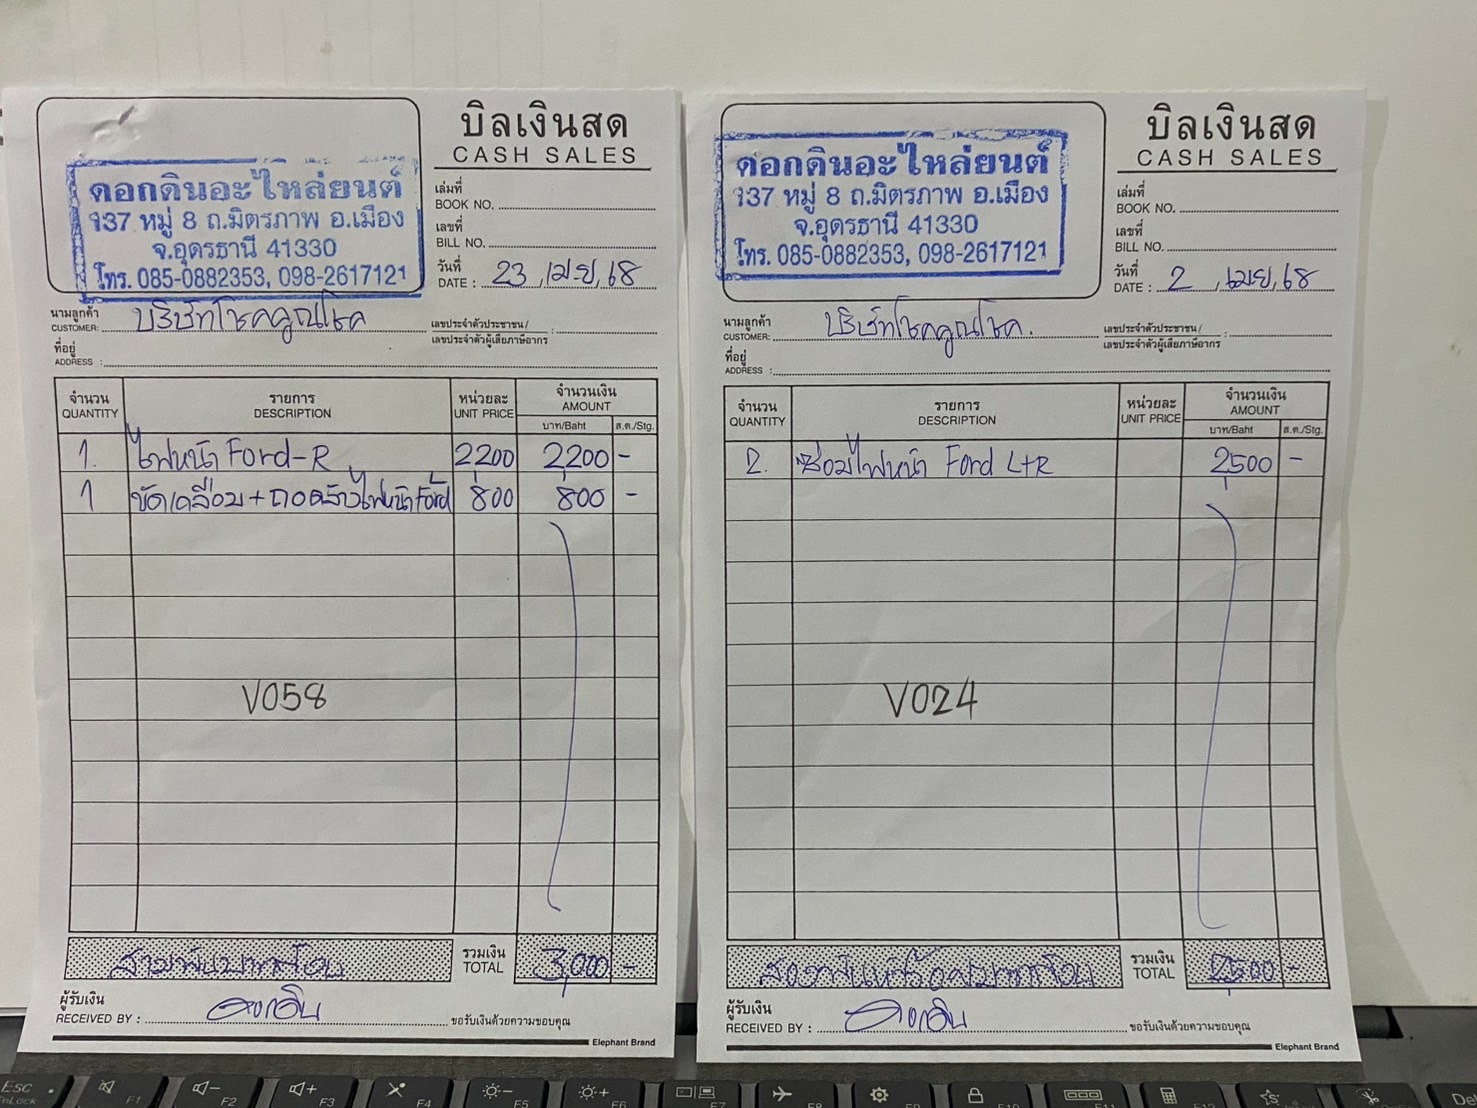 บิลเงินสด
CASH SALES
ดอกดินอะไหล่ยนต์
137 หมู่ 8 ถ.มิตรภาพ อ.เมือง
จ.อุดรธานี 41330
โทร. 085-0882353, 098-2617121
เล่มที่
BOOK NO.
เลขที่
BILL NO.
วันที่
DATE : 23 เม.ย. 68
นามลูกค้า
CUSTOMER: บริษัทโชคคูณโชค
เลขประจำตัวประชาชน /
เลขประจำตัวผู้เสียภาษีอากร :
ที่อยู่
ADDRESS :
จำนวน รายการ หน่วยละ จำนวนเงิน
QUANTITY DESCRIPTION UNIT PRICE AMOUNT
บาท/Baht ส.ต./Stg.
1. ไฟหน้า Ford-R 2200 2,200 -
1 ขัดเคลือบ+ถอดล้างไฟหน้า Ford 800 800 -
V058
สามพันบาทถ้วน รวมเงิน TOTAL 3,000 -
ผู้รับเงิน
RECEIVED BY : ดอกดิน ขอรับเงินด้วยความขอบคุณ
Elephant Brand
บิลเงินสด
CASH SALES
ดอกดินอะไหล่ยนต์
137 หมู่ 8 ถ.มิตรภาพ อ.เมือง
จ.อุดรธานี 41330
โทร. 085-0882353, 098-2617121
เล่มที่
BOOK NO.
เลขที่
BILL NO.
วันที่
DATE : 2 เม.ย. 68
นามลูกค้า
CUSTOMER: บริษัทโชคคูณโชค.
เลขประจำตัวประชาชน /
เลขประจำตัวผู้เสียภาษีอากร :
ที่อยู่
ADDRESS :
จำนวน รายการ หน่วยละ จำนวนเงิน
QUANTITY DESCRIPTION UNIT PRICE AMOUNT
บาท/Baht ส.ต./Stg.
2. ซ่อมไฟหน้า Ford L+R 2,500 -
V024
สองพันห้าร้อยบาทถ้วน รวมเงิน TOTAL 2,500 -
ผู้รับเงิน
RECEIVED BY : ดอกดิน ขอรับเงินด้วยความขอบคุณ
Elephant Brand
Esc F1 F2 F3 F4 F5 F6 F7 F8 F9 F10 F11 F12
FnLock